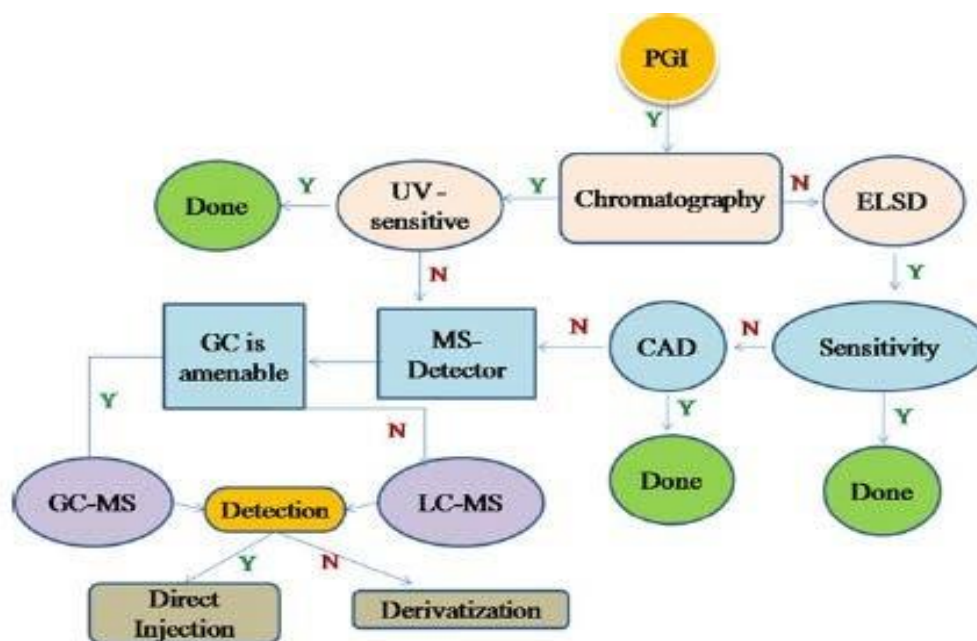 PGI
Y
Done
Y
UV -
sensitive
Y
Chromatography
N
ELSD
N
Y
GC is
amenable
MS-
Detector
N
CAD
N
Sensitivity
Y
N
Y
Y
Done
Done
GC-MS
Detection
LC-MS
Y
N
Direct
Injection
Derivatization